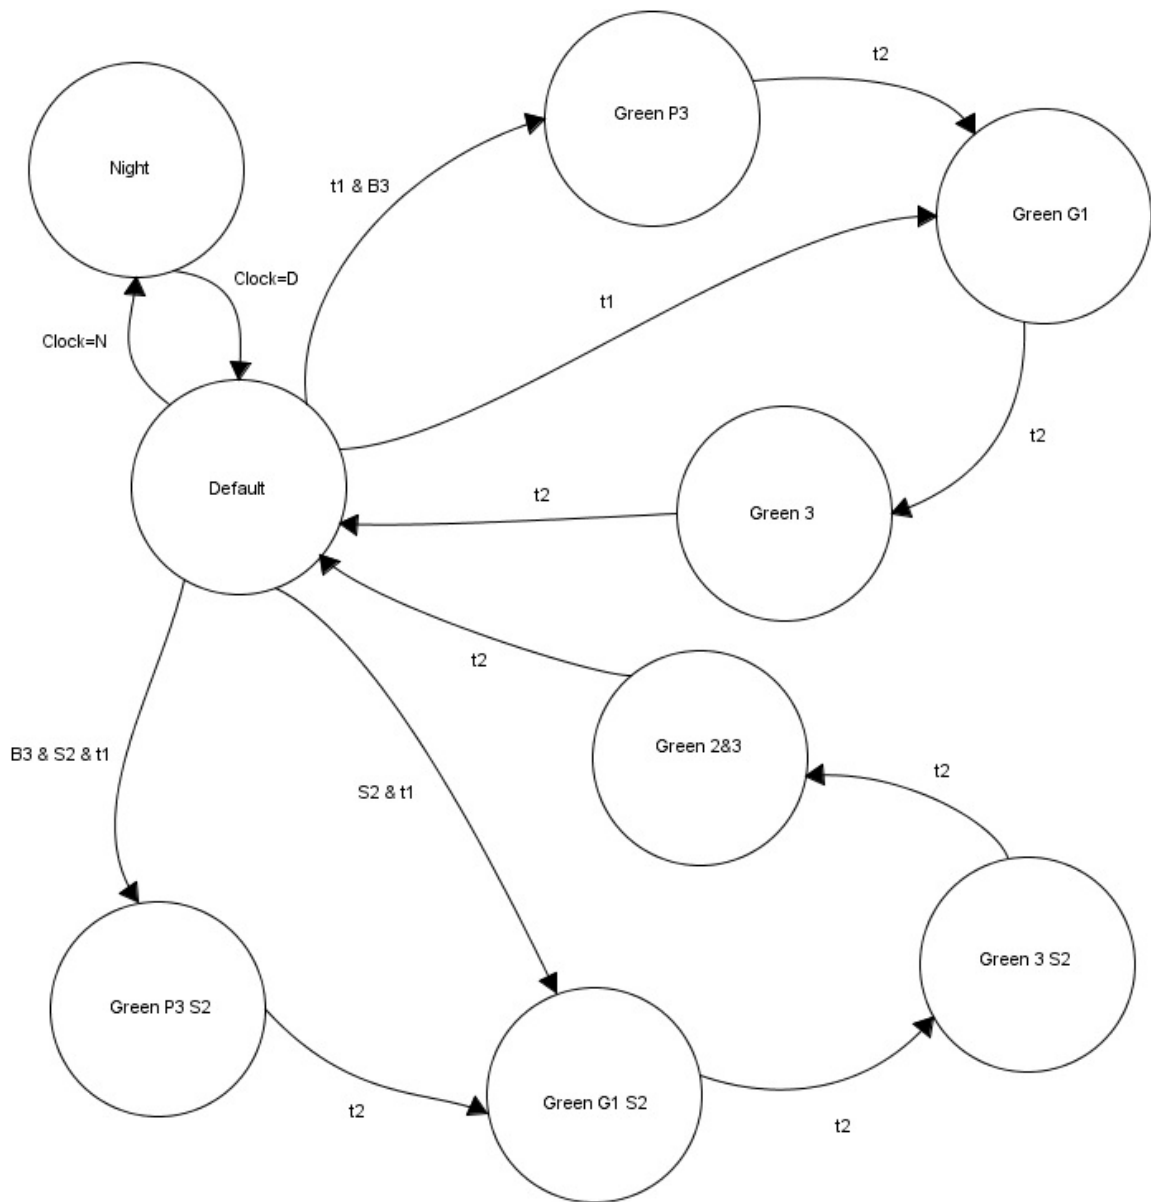 t2
Green P3
Night
t1 & B3
Green G1
Clock=D
t1
Clock=N
t2
Default
t2
Green 3
t2
Green 2&3
B3 & S2 & t1
t2
S2 & t1
Green 3 S2
Green P3 S2
Green G1 S2
t2
t2